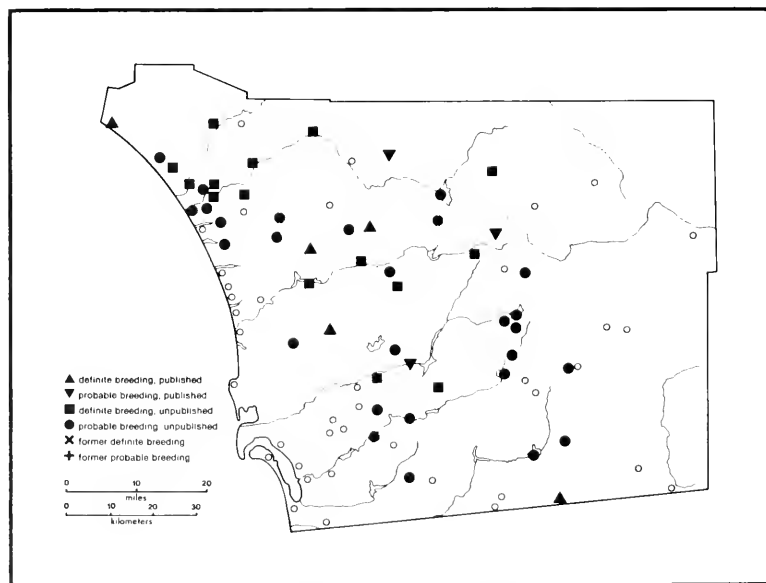 definite breeding, published
probable breeding, published
definite breeding, unpublished
probable breeding, unpublished
former definite breeding
former probable breeding
0 10 20
miles
0 10 20 30
kilometers